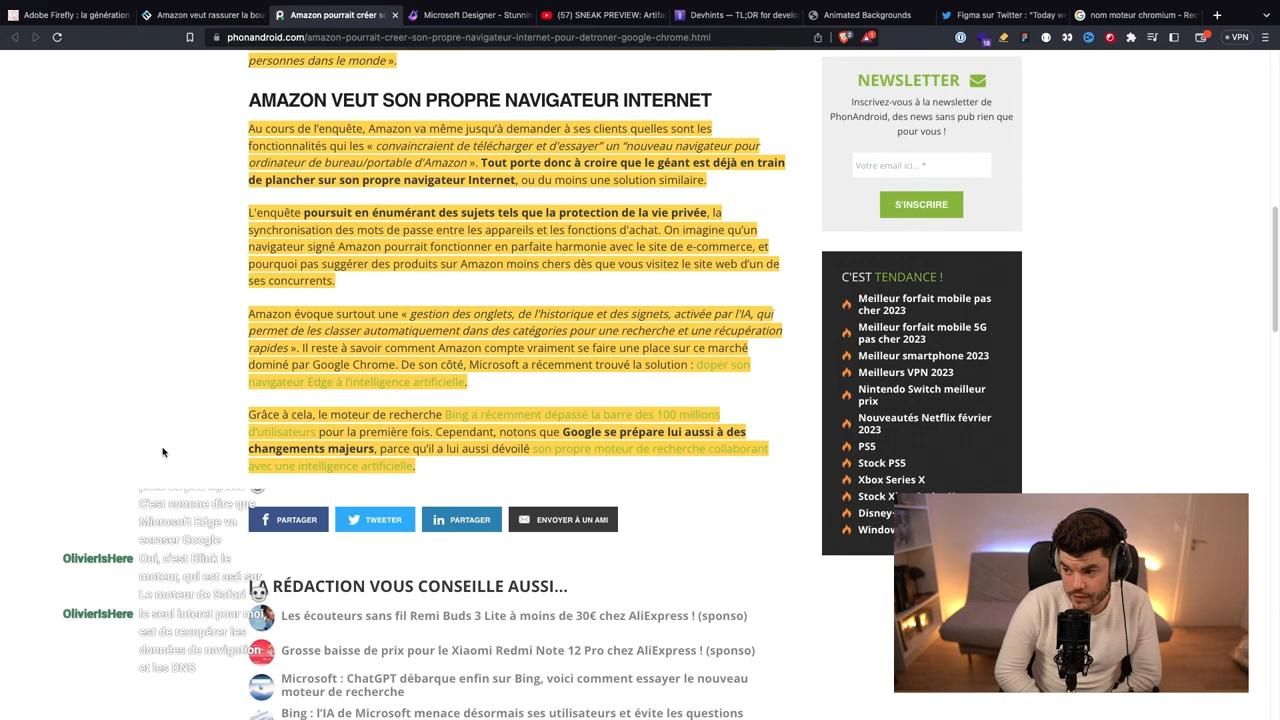 Adobe Firefly : la génération
Amazon veut rassurer la bou
Amazon pourrait créer so
Microsoft Designer - Stunnin
(57) SNEAK PREVIEW: Artifa
Devhints — TL;DR for develo
Animated Backgrounds
Figma sur Twitter : "Today w
nom moteur chromium - Rec
phonandroid.com/amazon-pourrait-creer-son-propre-navigateur-internet-pour-detroner-google-chrome.html
VPN
personnes dans le monde ».
AMAZON VEUT SON PROPRE NAVIGATEUR INTERNET
Au cours de l'enquête, Amazon va même jusqu'à demander à ses clients quelles sont les
fonctionnalités qui les « convaincraient de télécharger et d'essayer" un "nouveau navigateur pour
ordinateur de bureau/portable d'Amazon ». Tout porte donc à croire que le géant est déjà en train
de plancher sur son propre navigateur Internet, ou du moins une solution similaire.
L'enquête poursuit en énumérant des sujets tels que la protection de la vie privée, la
synchronisation des mots de passe entre les appareils et les fonctions d'achat. On imagine qu'un
navigateur signé Amazon pourrait fonctionner en parfaite harmonie avec le site de e-commerce, et
pourquoi pas suggérer des produits sur Amazon moins chers dès que vous visitez le site web d'un de
ses concurrents.
Amazon évoque surtout une « gestion des onglets, de l'historique et des signets, activée par l'IA, qui
permet de les classer automatiquement dans des catégories pour une recherche et une récupération
rapides ». Il reste à savoir comment Amazon compte vraiment se faire une place sur ce marché
dominé par Google Chrome. De son côté, Microsoft a récemment trouvé la solution : doper son
navigateur Edge à l'intelligence artificielle.
Grâce à cela, le moteur de recherche Bing a récemment dépassé la barre des 100 millions
d'utilisateurs pour la première fois. Cependant, notons que Google se prépare lui aussi à des
changements majeurs, parce qu'il a lui aussi dévoilé son propre moteur de recherche collaborant
avec une intelligence artificielle.
PARTAGER
TWEETER
PARTAGER
ENVOYER À UN AMI
LA RÉDACTION VOUS CONSEILLE AUSSI...
Les écouteurs sans fil Remi Buds 3 Lite à moins de 30€ chez AliExpress ! (sponso)
Grosse baisse de prix pour le Xiaomi Redmi Note 12 Pro chez AliExpress ! (sponso)
Microsoft : ChatGPT débarque enfin sur Bing, voici comment essayer le nouveau
moteur de recherche
Bing : l'IA de Microsoft menace désormais ses utilisateurs et évite les questions
C'est comme dire que
Microsoft Edge va
ecraser Google
OlivierIsHere Oui, c'est Blink le
moteur, qui est asé sur
Le moteur de Safari
OlivierIsHere le seul interet pour moi
est de recupérer les
données de navigation
et les DNS
NEWSLETTER
Inscrivez-vous à la newsletter de
PhonAndroid, des news sans pub rien que
pour vous !
Votre email ici... *
S'INSCRIRE
C'EST TENDANCE !
Meilleur forfait mobile pas
cher 2023
Meilleur forfait mobile 5G
pas cher 2023
Meilleur smartphone 2023
Meilleurs VPN 2023
Nintendo Switch meilleur
prix
Nouveautés Netflix février
2023
PS5
Stock PS5
Xbox Series X
Stock X
Disney-
Window